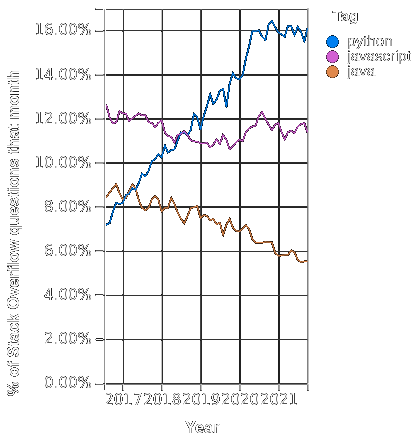 Tag
python
javascript
java
% of Stack Overflow questions that month
16.00%
14.00%
12.00%
10.00%
8.00%
6.00%
4.00%
2.00%
0.00%
2017 2018 2019 2020 2021
Year